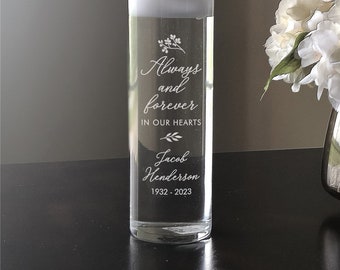 Always
and
forever
IN OUR HEARTS
Jacob
Henderson
1932 - 2023